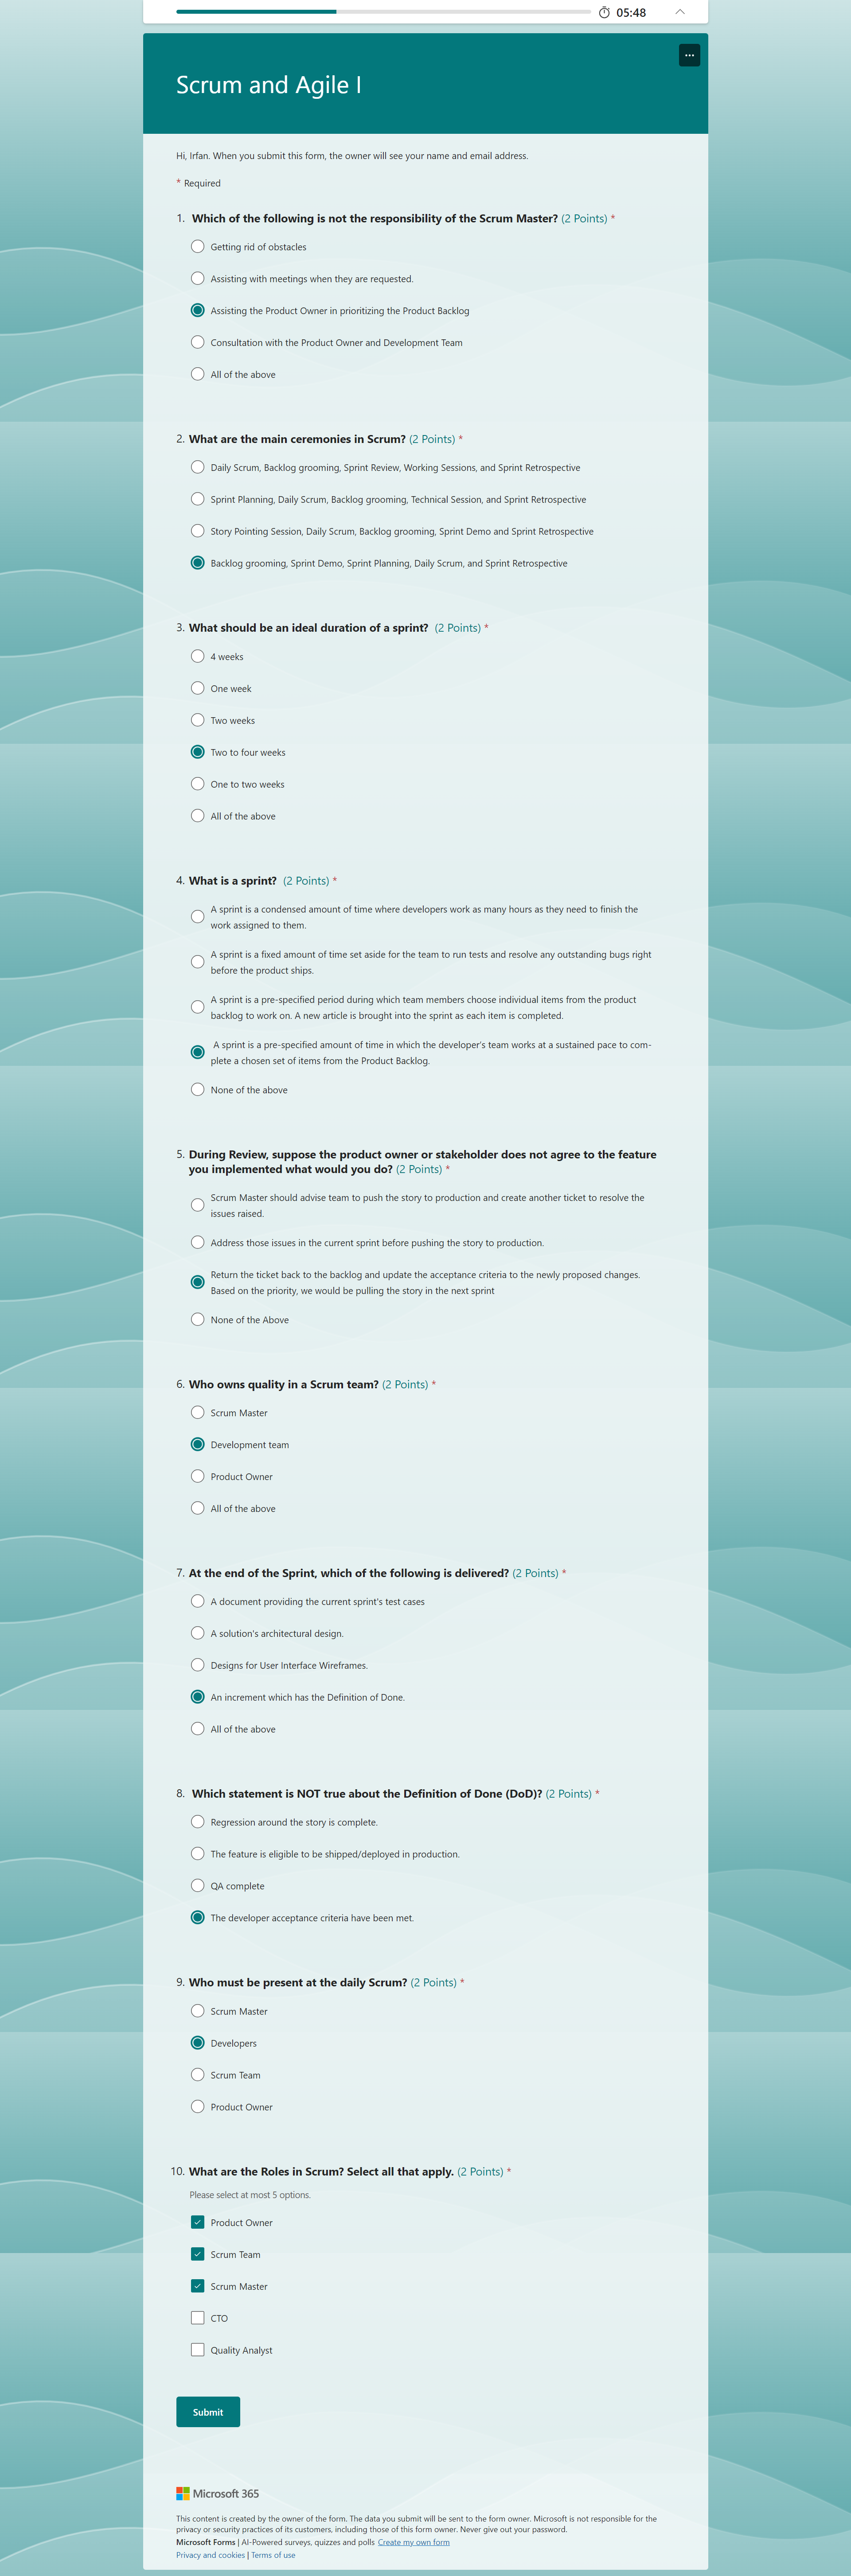 05:48
Scrum and Agile I
Hi, Irfan. When you submit this form, the owner will see your name and email address.
* Required
1. Which of the following is not the responsibility of the Scrum Master? (2 Points) *
Getting rid of obstacles
Assisting with meetings when they are requested.
Assisting the Product Owner in prioritizing the Product Backlog
Consultation with the Product Owner and Development Team
All of the above
2. What are the main ceremonies in Scrum? (2 Points) *
Daily Scrum, Backlog grooming, Sprint Review, Working Sessions, and Sprint Retrospective
Sprint Planning, Daily Scrum, Backlog grooming, Technical Session, and Sprint Retrospective
Story Pointing Session, Daily Scrum, Backlog grooming, Sprint Demo and Sprint Retrospective
Backlog grooming, Sprint Demo, Sprint Planning, Daily Scrum, and Sprint Retrospective
3. What should be an ideal duration of a sprint? (2 Points) *
4 weeks
One week
Two weeks
Two to four weeks
One to two weeks
All of the above
4. What is a sprint? (2 Points) *
A sprint is a condensed amount of time where developers work as many hours as they need to finish the
work assigned to them.
A sprint is a fixed amount of time set aside for the team to run tests and resolve any outstanding bugs right
before the product ships.
A sprint is a pre-specified period during which team members choose individual items from the product
backlog to work on. A new article is brought into the sprint as each item is completed.
A sprint is a pre-specified amount of time in which the developer's team works at a sustained pace to com-
plete a chosen set of items from the Product Backlog.
None of the above
5. During Review, suppose the product owner or stakeholder does not agree to the feature
you implemented what would you do? (2 Points) *
Scrum Master should advise team to push the story to production and create another ticket to resolve the
issues raised.
Address those issues in the current sprint before pushing the story to production.
Return the ticket back to the backlog and update the acceptance criteria to the newly proposed changes.
Based on the priority, we would be pulling the story in the next sprint
None of the Above
6. Who owns quality in a Scrum team? (2 Points) *
Scrum Master
Development team
Product Owner
All of the above
7. At the end of the Sprint, which of the following is delivered? (2 Points) *
A document providing the current sprint's test cases
A solution's architectural design.
Designs for User Interface Wireframes.
An increment which has the Definition of Done.
All of the above
8. Which statement is NOT true about the Definition of Done (DoD)? (2 Points) *
Regression around the story is complete.
The feature is eligible to be shipped/deployed in production.
QA complete
The developer acceptance criteria have been met.
9. Who must be present at the daily Scrum? (2 Points) *
Scrum Master
Developers
Scrum Team
Product Owner
10. What are the Roles in Scrum? Select all that apply. (2 Points) *
Please select at most 5 options.
Product Owner
Scrum Team
Scrum Master
CTO
Quality Analyst
Submit
Microsoft 365
This content is created by the owner of the form. The data you submit will be sent to the form owner. Microsoft is not responsible for the
privacy or security practices of its customers, including those of this form owner. Never give out your password.
Microsoft Forms | AI-Powered surveys, quizzes and polls Create my own form
Privacy and cookies | Terms of use